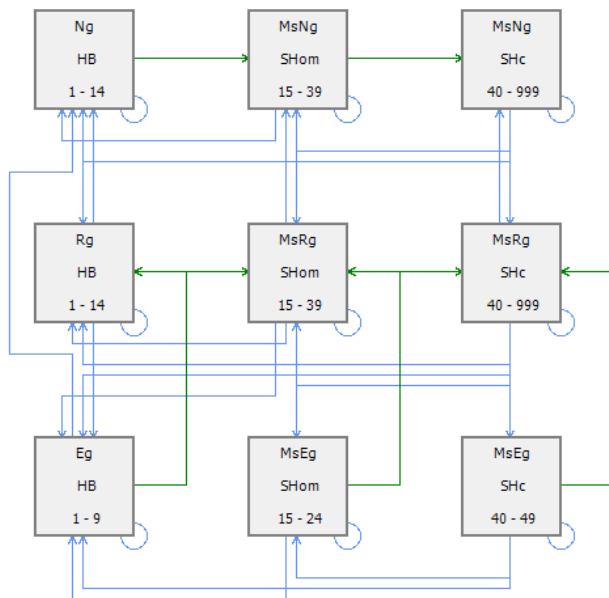 Ng
HB
1 - 14
MsNg
SHom
15 - 39
MsNg
SHc
40 - 999
Rg
HB
1 - 14
MsRg
SHom
15 - 39
MsRg
SHc
40 - 999
Eg
HB
1 - 9
MsEg
SHom
15 - 24
MsEg
SHc
40 - 49